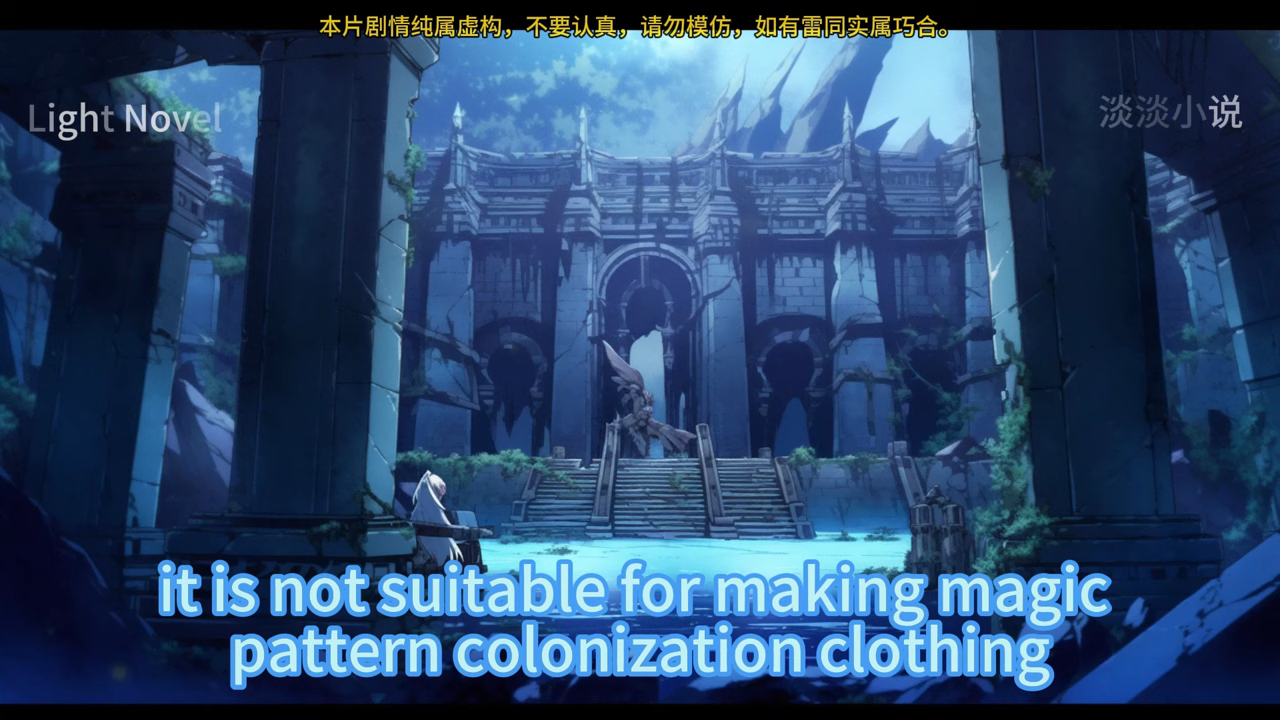 本片剧情纯属虚构，不要认真，请勿模仿，如有雷同实属巧合。
Light Novel
淡淡小说
it is not suitable for making magic
pattern colonization clothing